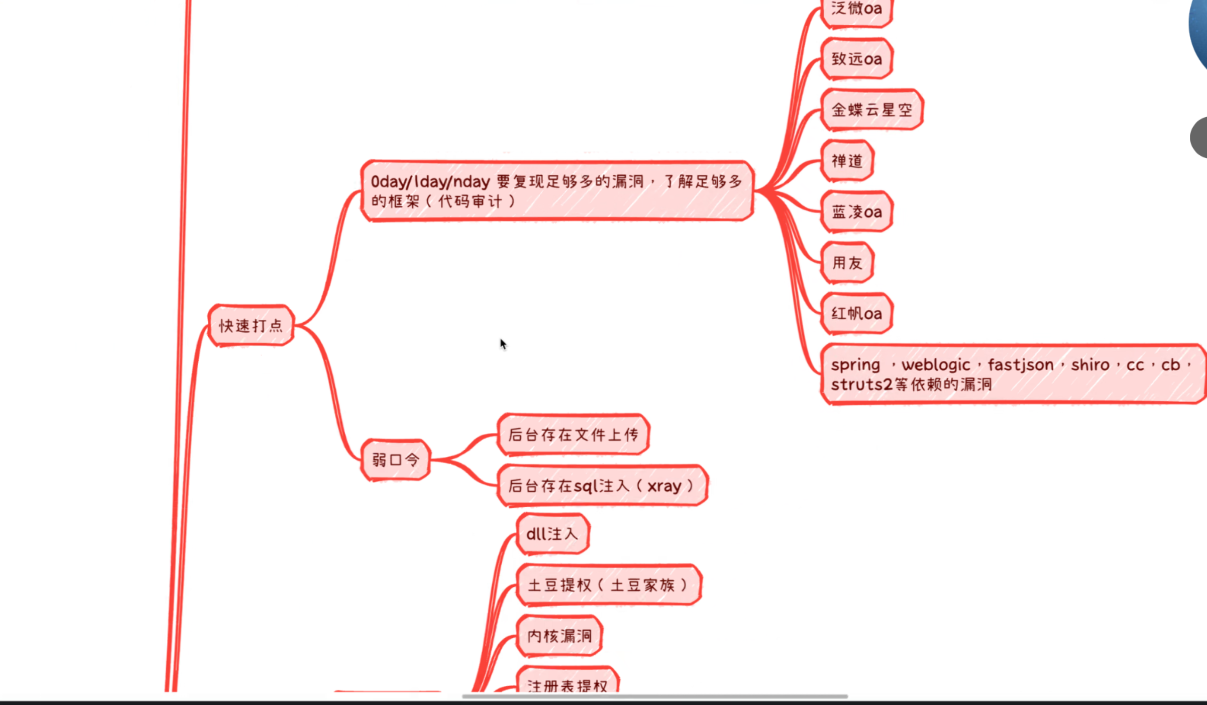 泛微oa
致远oa
金蝶云星空
0day/1day/nday 要复现足够多的漏洞，了解足够多
的框架（代码审计）
禅道
蓝凌oa
用友
红帆oa
快速打点
spring ，weblogic，fastjson，shiro，cc，cb，
struts2等依赖的漏洞
弱口令
后台存在文件上传
后台存在sql注入（xray）
dll注入
土豆提权（土豆家族）
内核漏洞
注册表提权